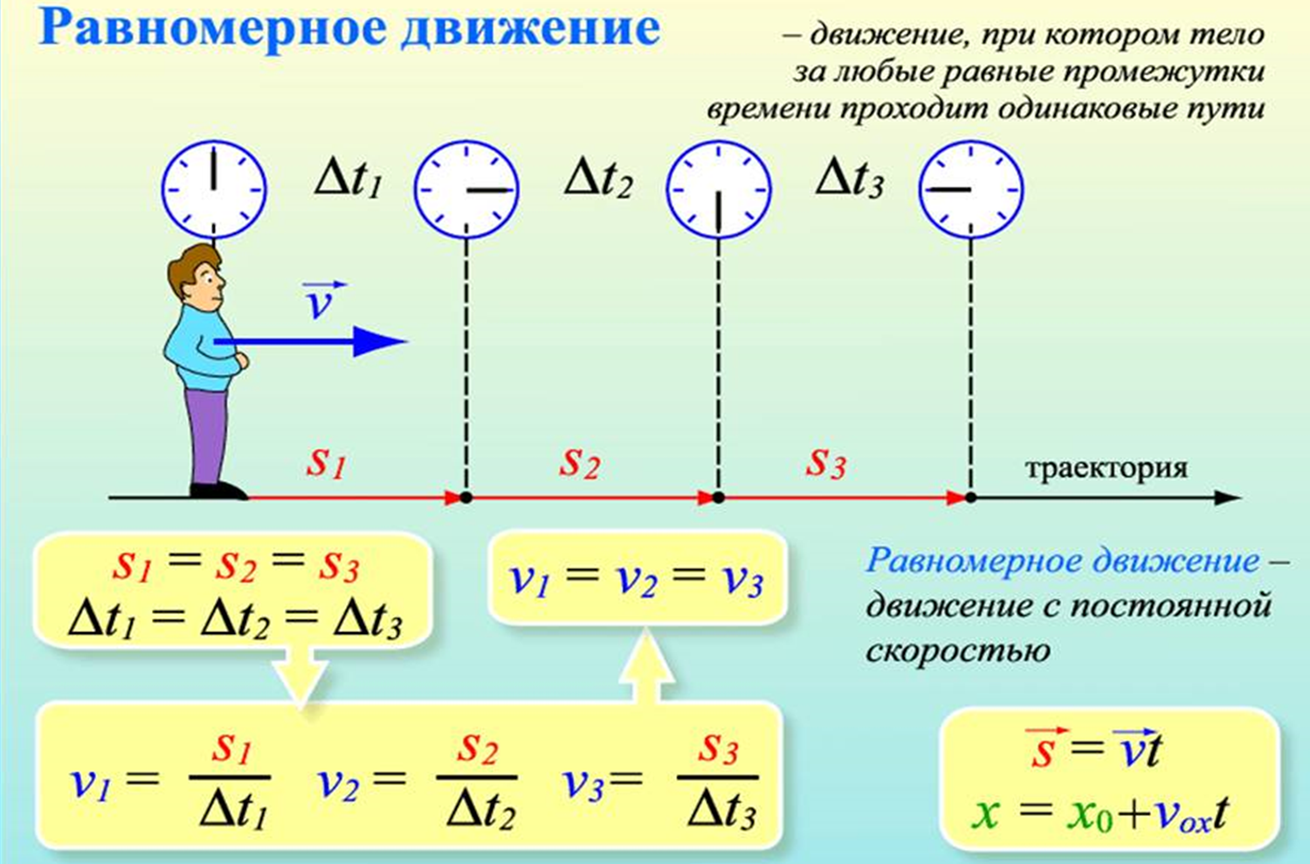 Равномерное движение
– движение, при котором тело
за любые равные промежутки
времени проходит одинаковые пути
Δt₁ Δt₂ Δt₃
v⃗
s₁ s₂ s₃ траектория
s₁ = s₂ = s₃
Δt₁ = Δt₂ = Δt₃
v₁ = v₂ = v₃
Равномерное движение –
движение с постоянной
скоростью
v₁ = s₁/Δt₁ v₂ = s₂/Δt₂ v₃= s₃/Δt₃
s⃗ = v⃗t
x = x₀+vₒₓt